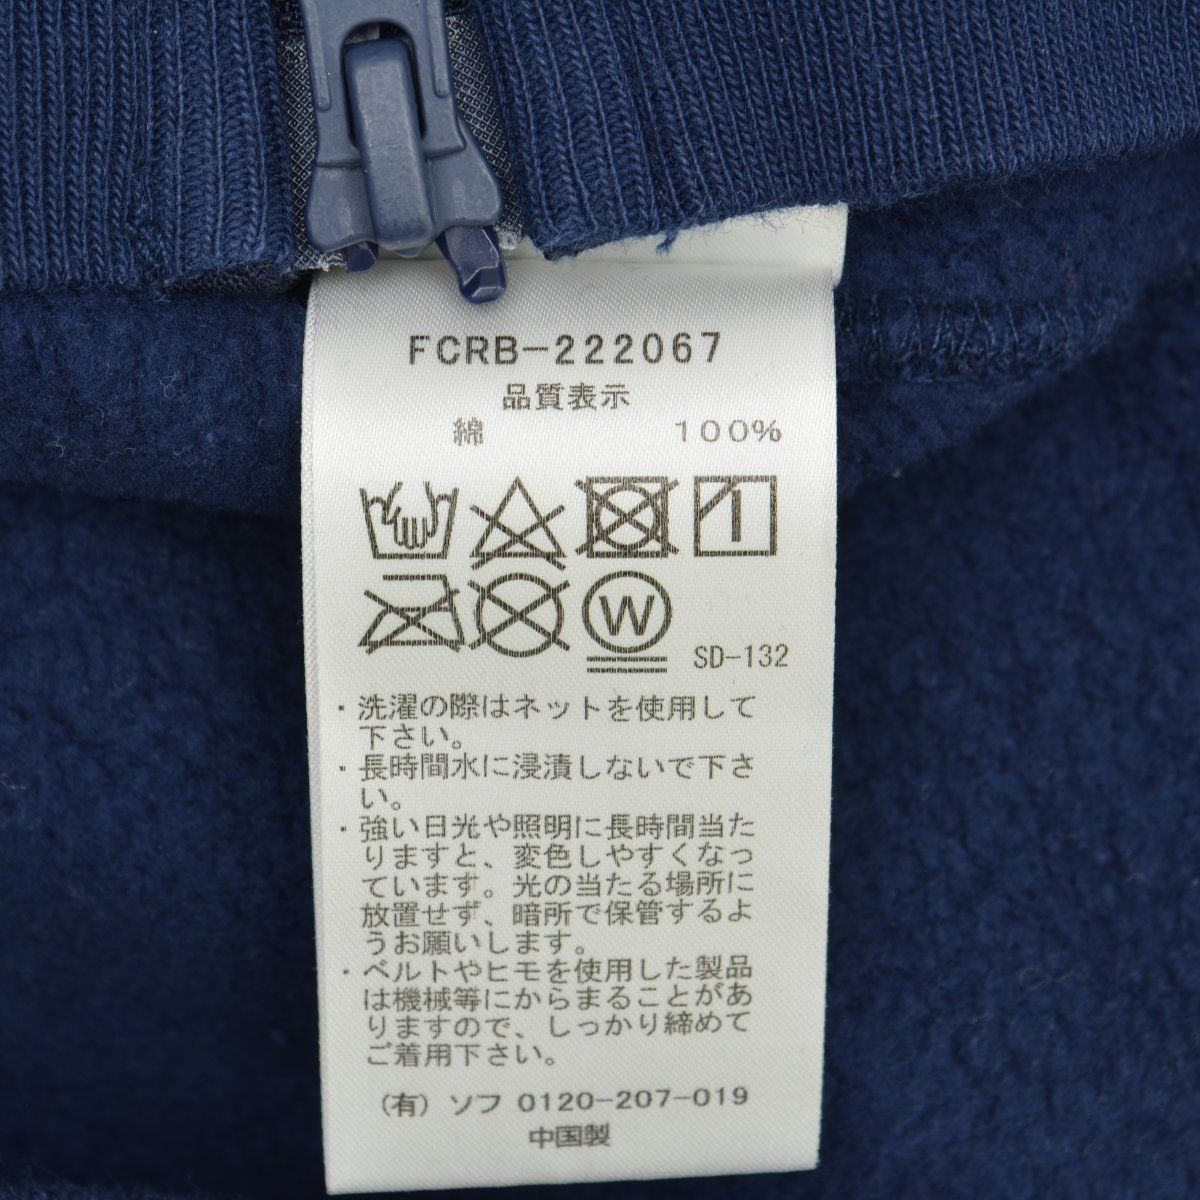 FCRB-222067
品質表示
綿 100%
W
SD-132
・洗濯の際はネットを使用して
下さい。
・長時間水に浸漬しないで下さ
い。
・強い日光や照明に長時間当た
りますと、変色しやすくなっ
ています。光の当たる場所に
放置せず、暗所で保管するよ
うお願いします。
・ベルトやヒモを使用した製品
は機械等にからまることがあ
りますので、しっかり締めて
ご着用下さい。
(有) ソフ 0120-207-019
中国製